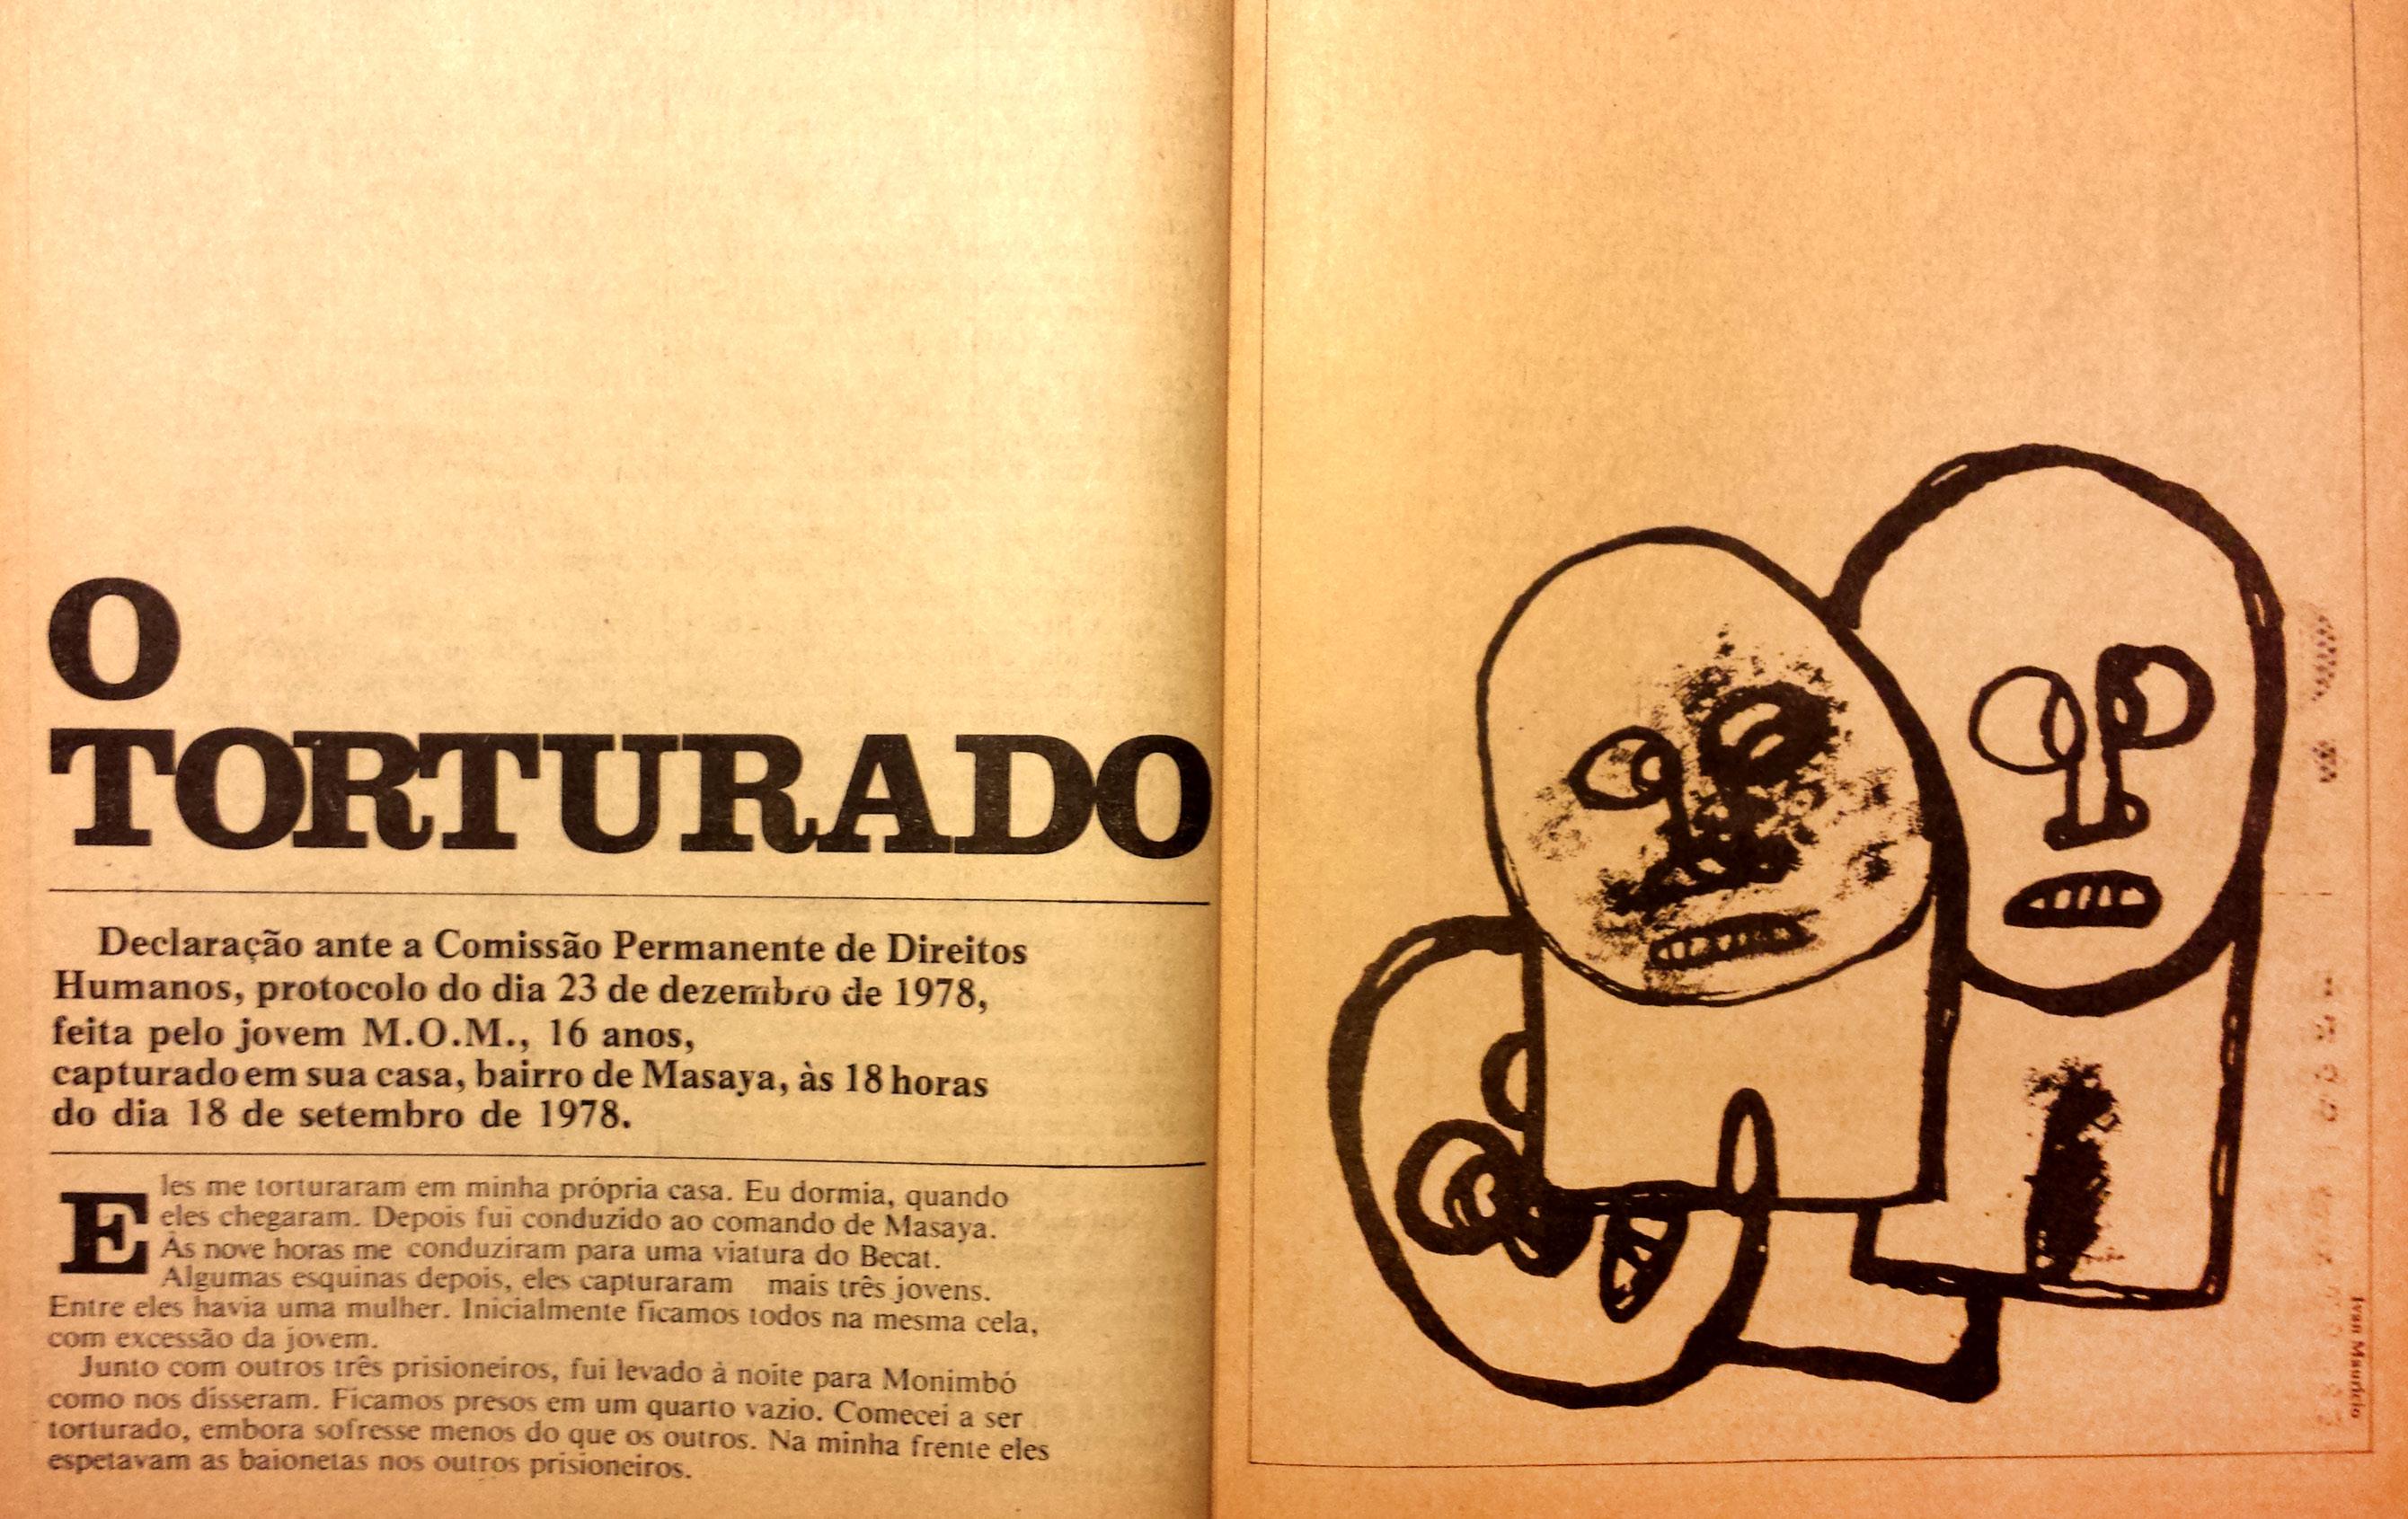 O
TORTURADO
Declaração ante a Comissão Permanente de Direitos
Humanos, protocolo do dia 23 de dezembro de 1978,
feita pelo jovem M.O.M., 16 anos,
capturado em sua casa, bairro de Masaya, às 18 horas
do dia 18 de setembro de 1978.
Eles me torturaram em minha própria casa. Eu dormia, quando
eles chegaram. Depois fui conduzido ao comando de Masaya.
Às nove horas me conduziram para uma viatura do Becat.
Algumas esquinas depois, eles capturaram mais três jovens.
Entre eles havia uma mulher. Inicialmente ficamos todos na mesma cela,
com excessão da jovem.
Junto com outros três prisioneiros, fui levado à noite para Monimbó
como nos disseram. Ficamos presos em um quarto vazio. Comecei a ser
torturado, embora sofresse menos do que os outros. Na minha frente eles
espetavam as baionetas nos outros prisioneiros.
Ivan Maurício